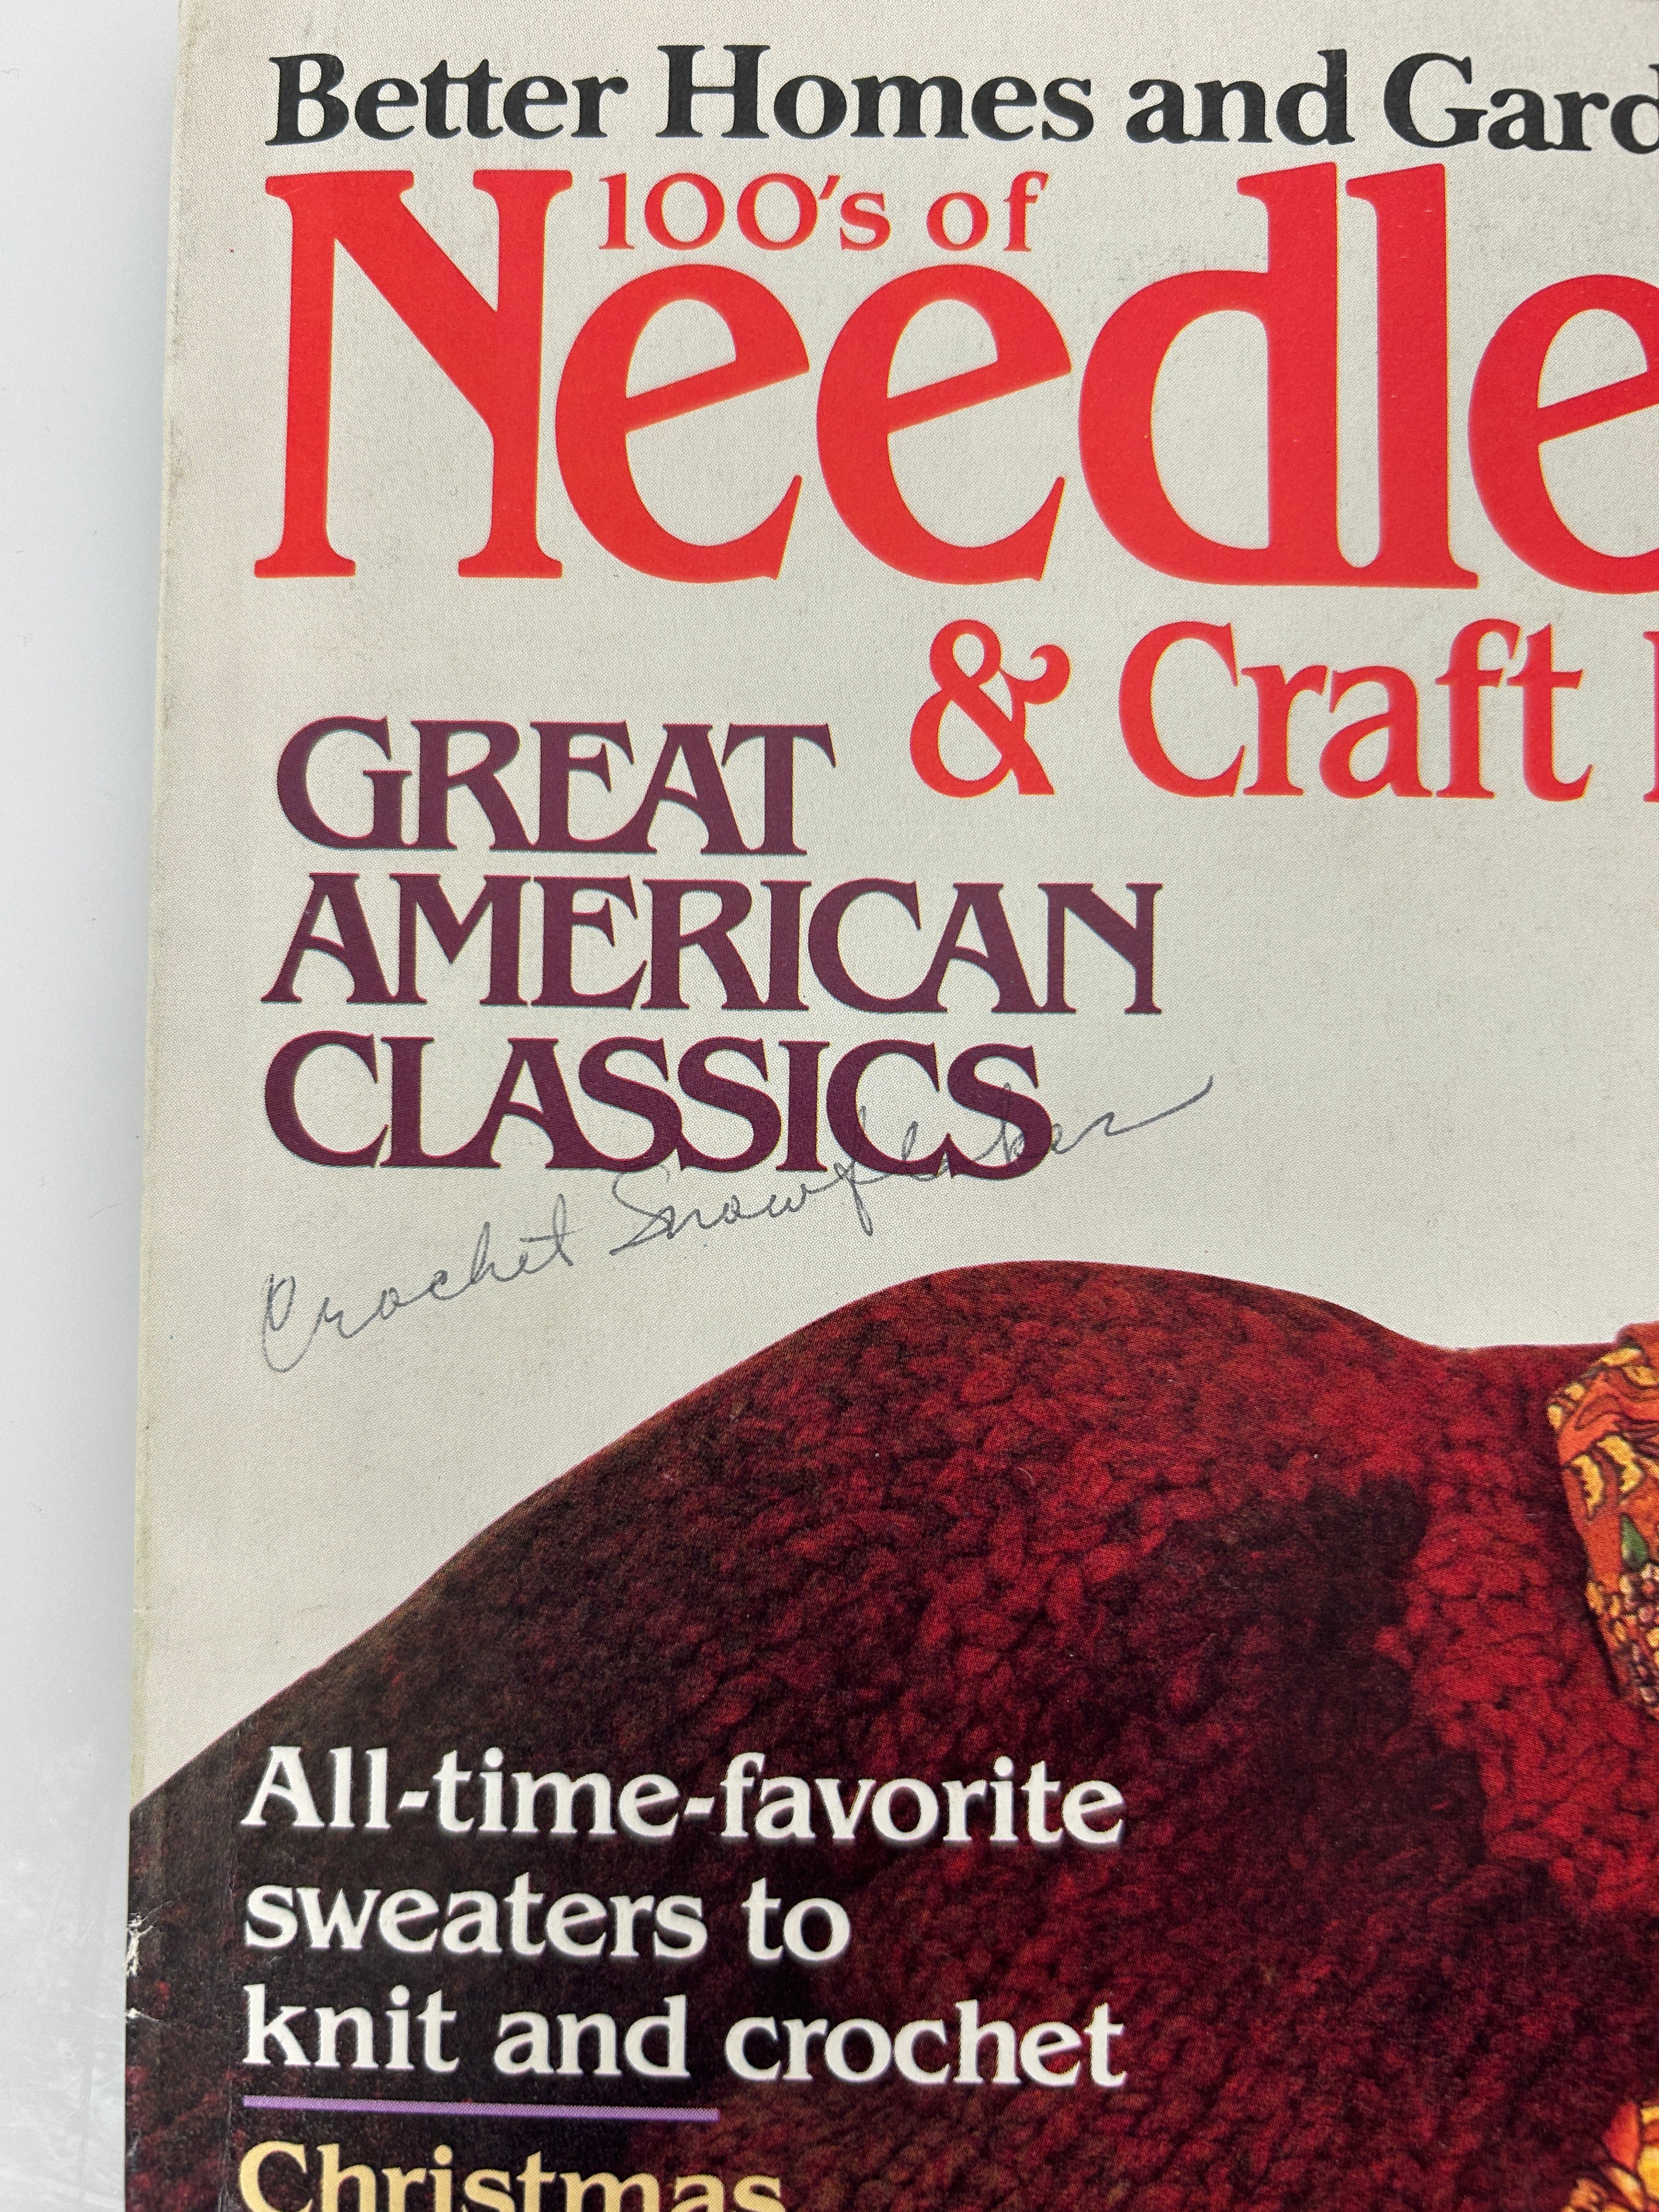 Better Homes and Gard
100's of
Needle
& Craft
GREAT
AMERICAN
CLASSICS
Crochet Snowflakes
All-time-favorite
sweaters to
knit and crochet
Christmas